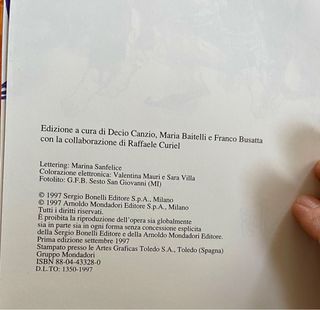 Edizione a cura di Decio Canzio, Maria Baitelli e Franco Busatta
con la collaborazione di Raffaele Curiel
Lettering: Marina Sanfelice
Colorazione elettronica: Valentina Mauri e Sara Villa
Fotolito: G.F.B. Sesto San Giovanni (MI)
© 1997 Sergio Bonelli Editore S.p.A., Milano
© 1997 Arnoldo Mondadori Editore S.p.A., Milano
Tutti i diritti riservati.
È proibita la riproduzione dell'opera sia globalmente
sia in parte sia in ogni forma senza concessione esplicita
della Sergio Bonelli Editore e della Arnoldo Mondadori Editore.
Prima edizione settembre 1997
Stampato presso le Artes Graficas Toledo S.A., Toledo (Spagna)
Gruppo Mondadori
ISBN 88-04-43328-0
D.L.TO: 1350-1997